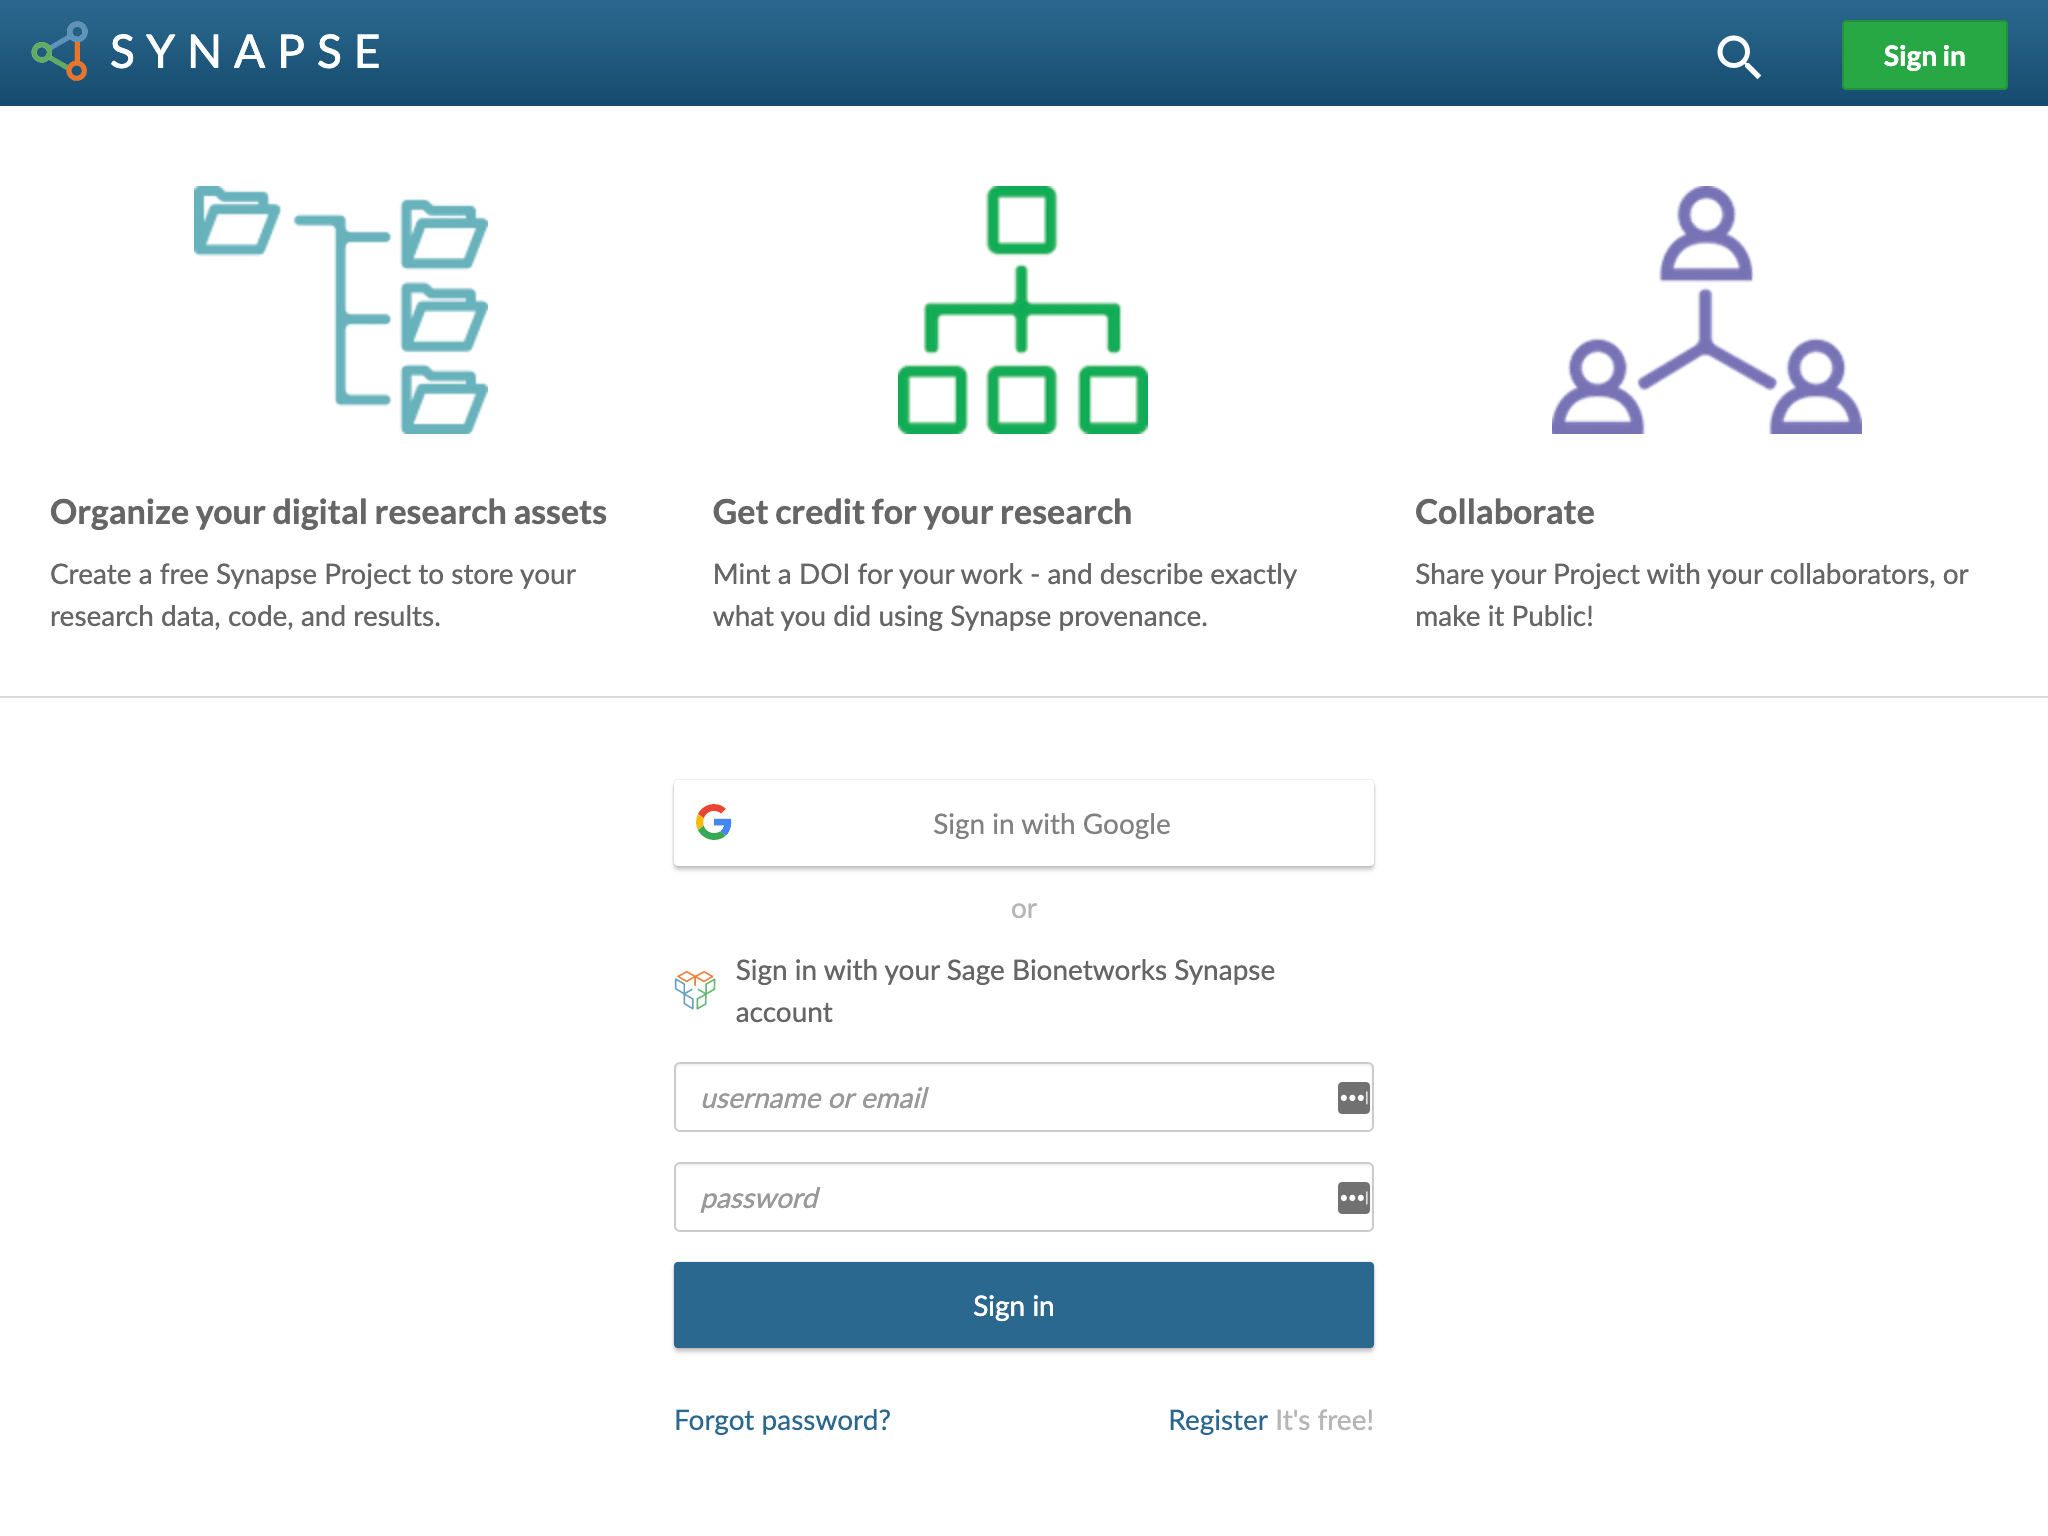 SYNAPSE
Sign in
Organize your digital research assets
Create a free Synapse Project to store your
research data, code, and results.
Get credit for your research
Mint a DOI for your work - and describe exactly
what you did using Synapse provenance.
Collaborate
Share your Project with your collaborators, or
make it Public!
Sign in with Google
or
Sign in with your Sage Bionetworks Synapse
account
username or email
password
Sign in
Forgot password?
Register It's free!